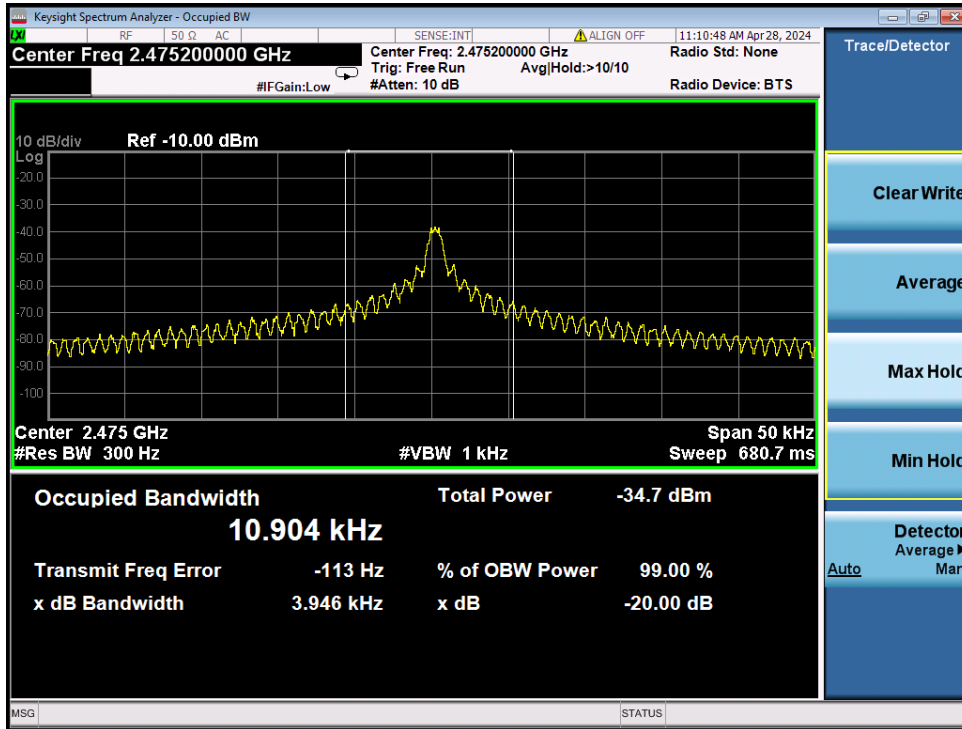 Keysight Spectrum Analyzer - Occupied BW
LXI RF 50 Ω AC SENSE:INT ALIGN OFF 11:10:48 AM Apr 28, 2024
Center Freq 2.475200000 GHz
Center Freq: 2.475200000 GHz
Radio Std: None
Trig: Free Run Avg|Hold:>10/10
#IFGain:Low
#Atten: 10 dB
Radio Device: BTS
Trace/Detector
10 dB/div Ref -10.00 dBm
Log
-20.0
-30.0
-40.0
-50.0
-60.0
-70.0
-80.0
-90.0
-100
Center 2.475 GHz Span 50 kHz
#Res BW 300 Hz #VBW 1 kHz Sweep 680.7 ms
Occupied Bandwidth Total Power -34.7 dBm
10.904 kHz
Transmit Freq Error -113 Hz % of OBW Power 99.00 %
x dB Bandwidth 3.946 kHz x dB -20.00 dB
Clear Write
Average
Max Hold
Min Hold
Detector
Average
Auto Man
MSG STATUS